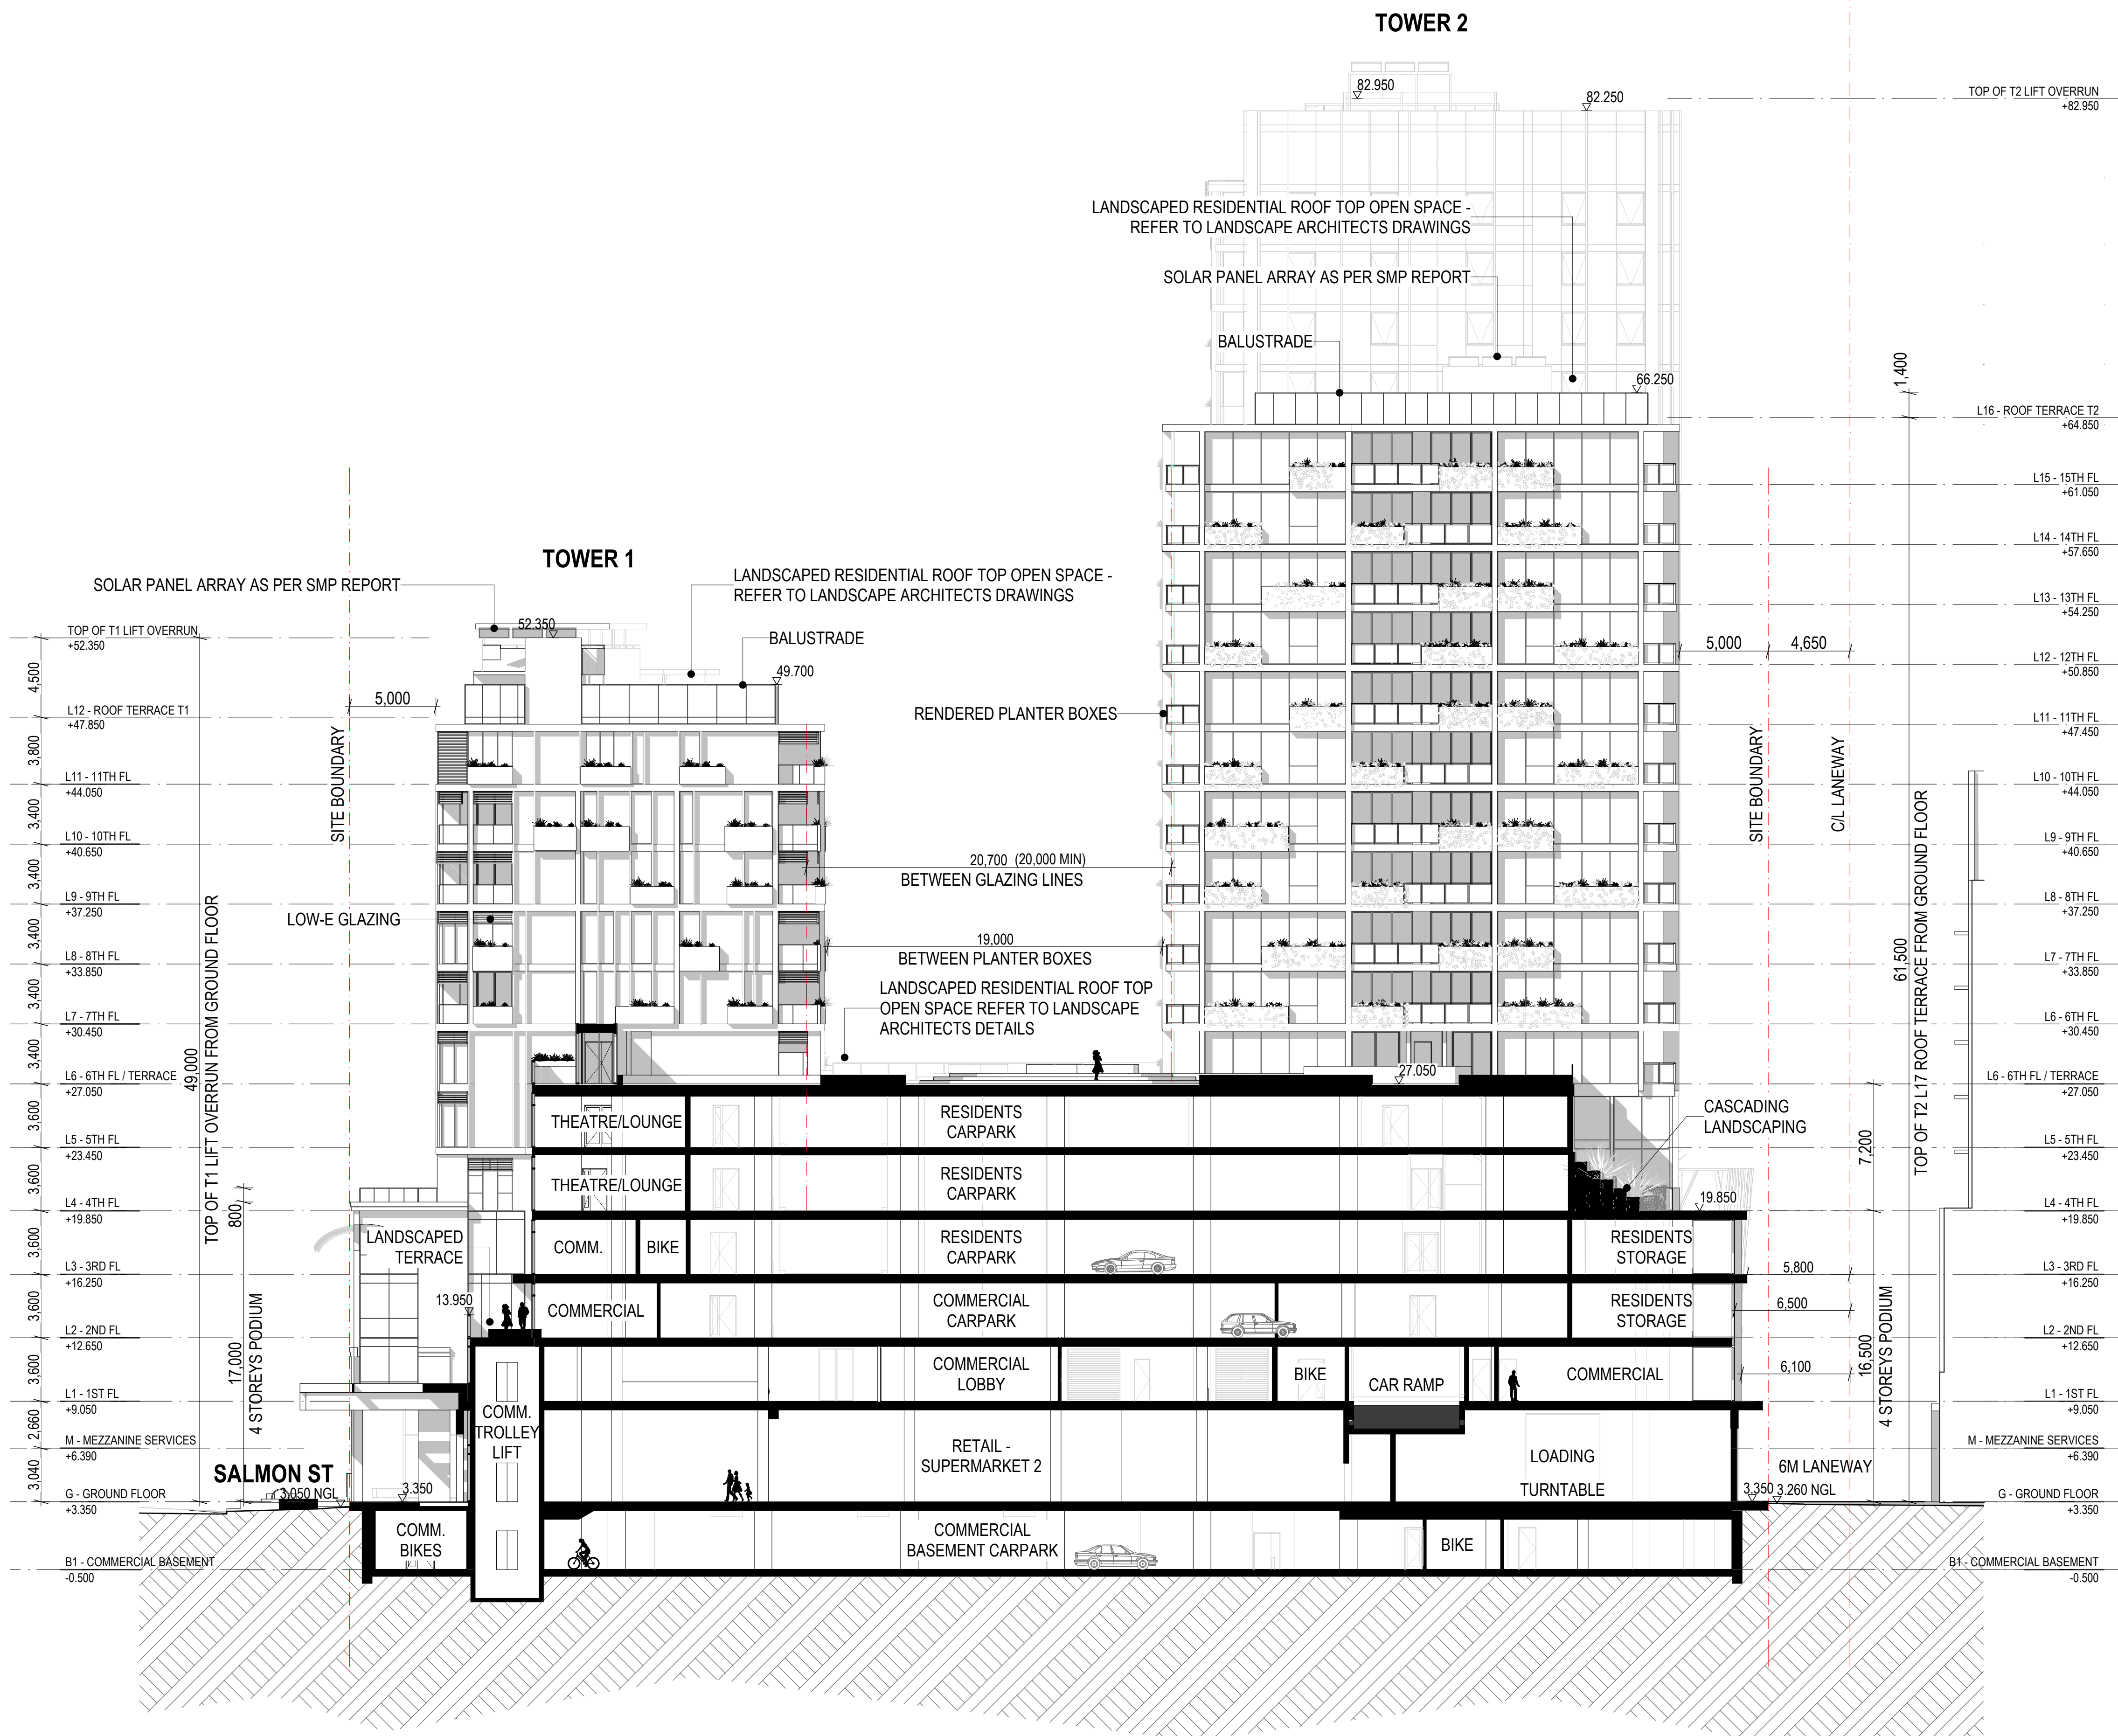 TOWER 2
82.950
82.250
TOP OF T2 LIFT OVERRUN
+82.950
LANDSCAPED RESIDENTIAL ROOF TOP OPEN SPACE -
REFER TO LANDSCAPE ARCHITECTS DRAWINGS
SOLAR PANEL ARRAY AS PER SMP REPORT
BALUSTRADE
66.250
1,400
L16 - ROOF TERRACE T2
+64.850
L15 - 15TH FL
+61.050
L14 - 14TH FL
+57.650
L13 - 13TH FL
+54.250
L12 - 12TH FL
+50.850
L11 - 11TH FL
+47.450
L10 - 10TH FL
+44.050
L9 - 9TH FL
+40.650
L8 - 8TH FL
+37.250
L7 - 7TH FL
+33.850
L6 - 6TH FL
+30.450
L6 - 6TH FL / TERRACE
+27.050
L5 - 5TH FL
+23.450
L4 - 4TH FL
+19.850
L3 - 3RD FL
+16.250
L2 - 2ND FL
+12.650
L1 - 1ST FL
+9.050
M - MEZZANINE SERVICES
+6.390
G - GROUND FLOOR
+3.350
B1 - COMMERCIAL BASEMENT
-0.500
5,000
4,650
SITE BOUNDARY
C/L LANEWAY
61,500
TOP OF T2 L17 ROOF TERRACE FROM GROUND FLOOR
7,200
16,500
4 STOREYS PODIUM
TOWER 1
SOLAR PANEL ARRAY AS PER SMP REPORT
LANDSCAPED RESIDENTIAL ROOF TOP OPEN SPACE -
REFER TO LANDSCAPE ARCHITECTS DRAWINGS
52.350
BALUSTRADE
49.700
5,000
SITE BOUNDARY
RENDERED PLANTER BOXES
LOW-E GLAZING
20,700 (20,000 MIN)
BETWEEN GLAZING LINES
19,000
BETWEEN PLANTER BOXES
LANDSCAPED RESIDENTIAL ROOF TOP
OPEN SPACE REFER TO LANDSCAPE
ARCHITECTS DETAILS
27.050
CASCADING
LANDSCAPING
TOP OF T1 LIFT OVERRUN
+52.350
4,500
L12 - ROOF TERRACE T1
+47.850
3,800
L11 - 11TH FL
+44.050
3,400
L10 - 10TH FL
+40.650
3,400
L9 - 9TH FL
+37.250
3,400
L8 - 8TH FL
+33.850
3,400
L7 - 7TH FL
+30.450
3,400
L6 - 6TH FL / TERRACE
+27.050
3,600
L5 - 5TH FL
+23.450
3,600
L4 - 4TH FL
+19.850
3,600
L3 - 3RD FL
+16.250
3,600
L2 - 2ND FL
+12.650
3,600
L1 - 1ST FL
+9.050
2,660
M - MEZZANINE SERVICES
+6.390
3,040
G - GROUND FLOOR
+3.350
B1 - COMMERCIAL BASEMENT
-0.500
49,000
TOP OF T1 LIFT OVERRUN FROM GROUND FLOOR
800
17,000
4 STOREYS PODIUM
THEATRE/LOUNGE
RESIDENTS
CARPARK
THEATRE/LOUNGE
RESIDENTS
CARPARK
19.850
LANDSCAPED
TERRACE
COMM.
BIKE
RESIDENTS
CARPARK
RESIDENTS
STORAGE
5,800
13.950
COMMERCIAL
COMMERCIAL
CARPARK
RESIDENTS
STORAGE
6,500
COMMERCIAL
LOBBY
BIKE
CAR RAMP
COMMERCIAL
6,100
COMM.
TROLLEY
LIFT
RETAIL -
SUPERMARKET 2
LOADING
TURNTABLE
6M LANEWAY
SALMON ST
3.050 NGL
3.350
3.350
3.260 NGL
COMM.
BIKES
COMMERCIAL
BASEMENT CARPARK
BIKE